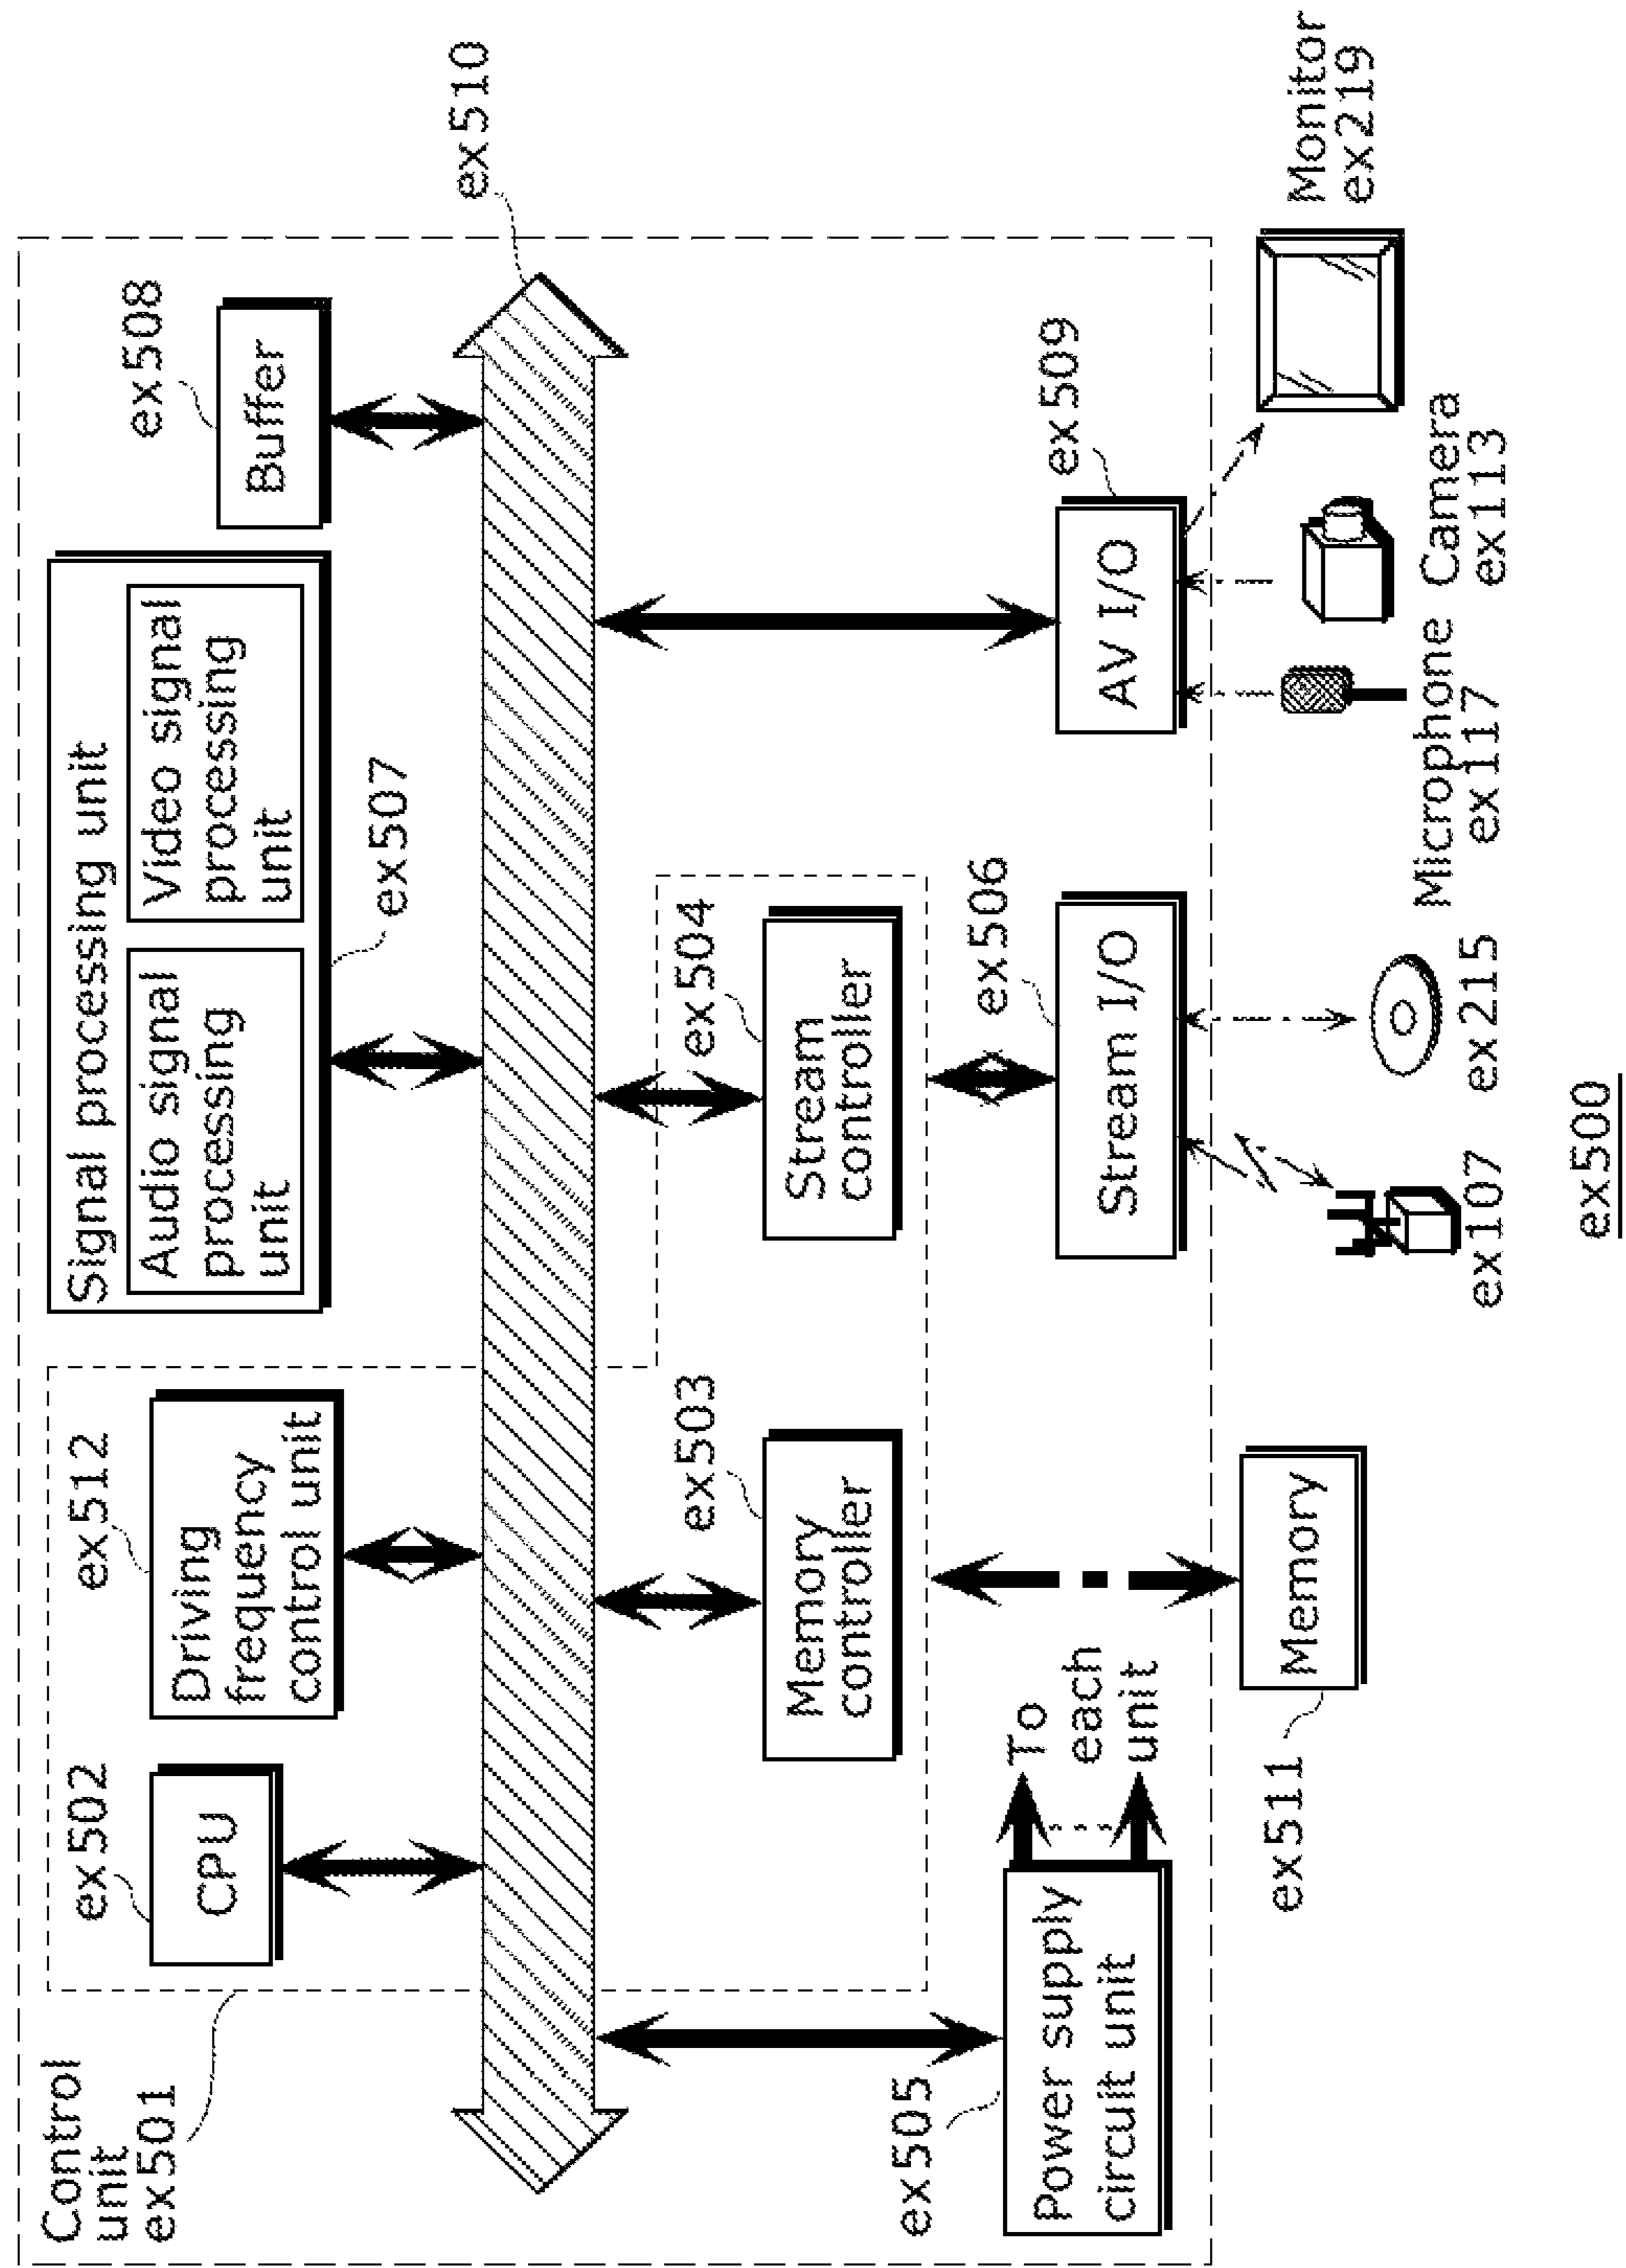 Control
unit
ex501
ex502
CPU
ex512
Driving
frequency
control unit
Signal processing unit
Audio signal
processing
unit
Video signal
processing
unit
ex507
ex508
Buffer
ex510
ex503
Memory
controller
ex504
Stream
controller
ex505
Power supply
circuit unit
To
each
unit
ex506
Stream I/O
ex509
AV I/O
ex511
Memory
ex107
ex215
Microphone
ex117
Camera
ex113
Monitor
ex219
ex500